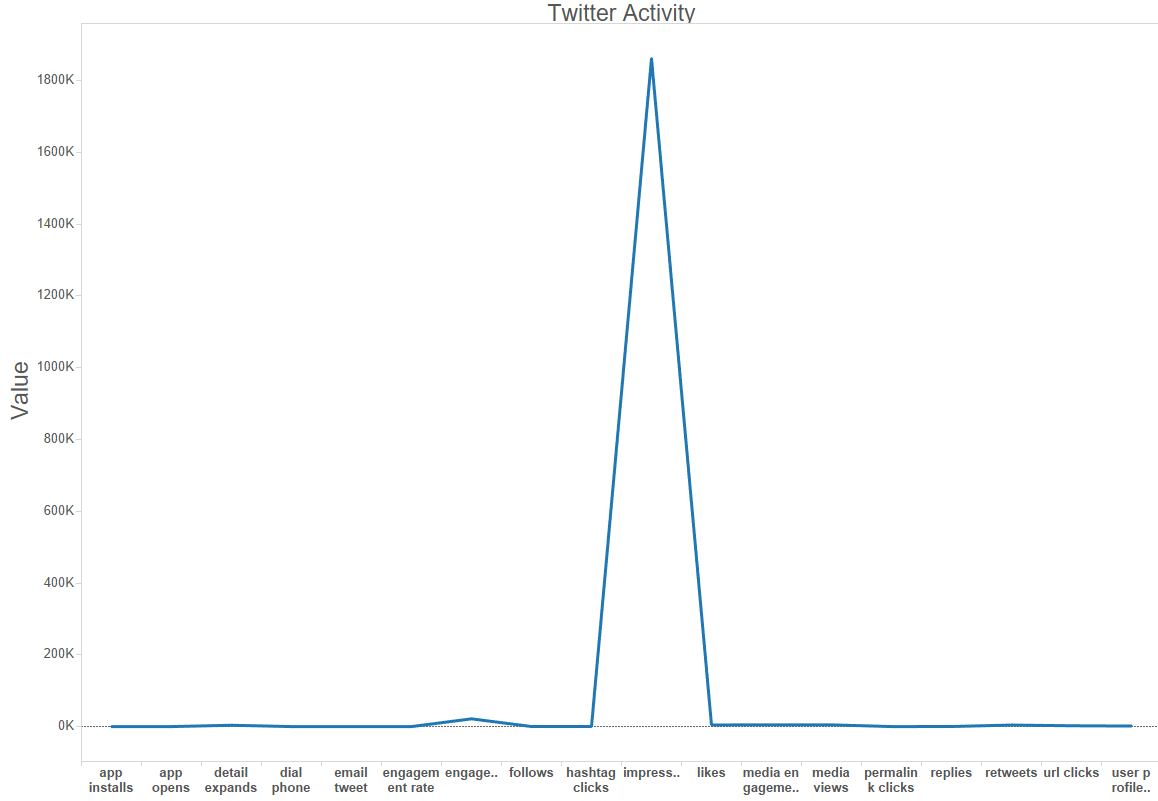 Twitter Activity
Value
1800K
1600K
1400K
1200K
1000K
800K
600K
400K
200K
0K
app
installs
app
opens
detail
expands
dial
phone
email
tweet
engagem
ent rate
engage..
follows
hashtag
clicks
impress..
likes
media en
gageme..
media
views
permalin
k clicks
replies
retweets
url clicks
user p
rofile..